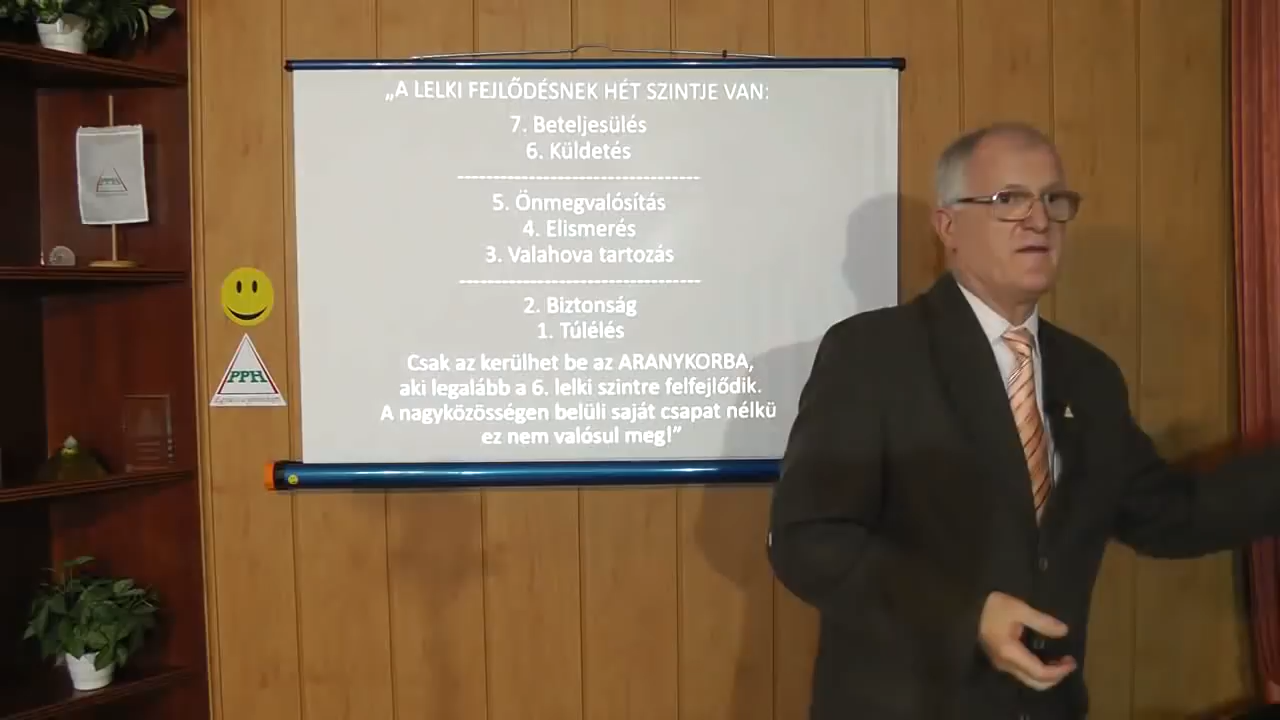 „A LELKI FEJLŐDÉSNEK HÉT SZINTJE VAN:
7. Beteljesülés
6. Küldetés
5. Önmegvalósítás
4. Elismerés
3. Valahova tartozás
2. Biztonság
1. Túlélés
Csak az kerülhet be az ARANYKORBA,
aki legalább a 6. lelki szintre felfejlődik.
A nagyközösségen belüli saját csapat nélkü
ez nem valósul meg!”
PPH
PPH